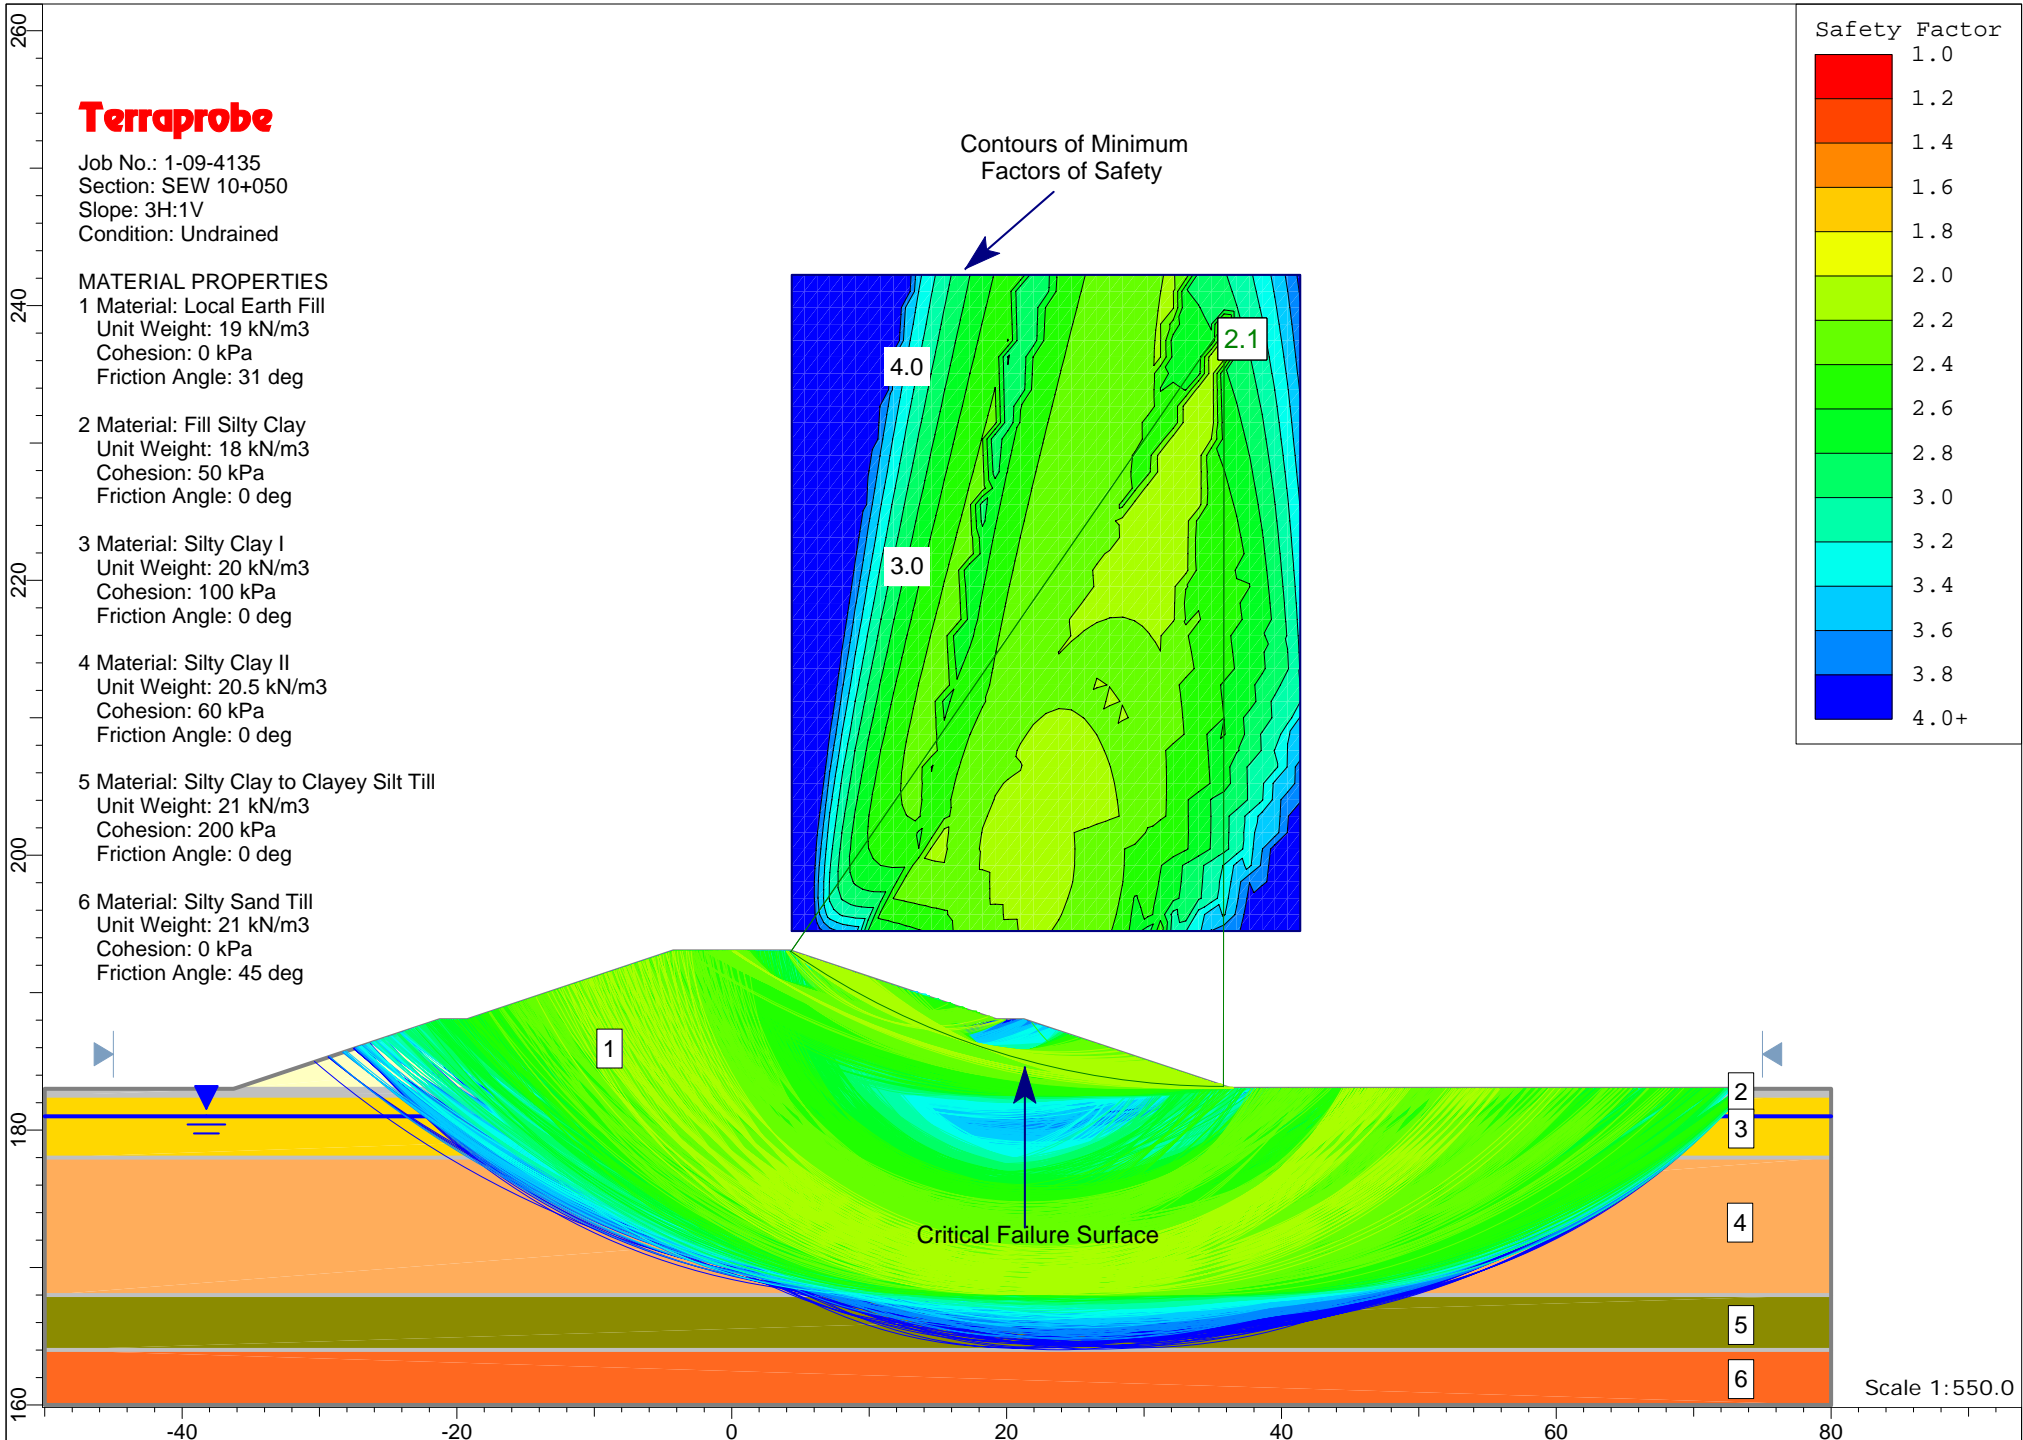 Terraprobe
Job No.: 1-09-4135
Section: SEW 10+050
Slope: 3H:1V
Condition: Undrained
MATERIAL PROPERTIES
1 Material: Local Earth Fill
Unit Weight: 19 kN/m3
Cohesion: 0 kPa
Friction Angle: 31 deg
2 Material: Fill Silty Clay
Unit Weight: 18 kN/m3
Cohesion: 50 kPa
Friction Angle: 0 deg
3 Material: Silty Clay I
Unit Weight: 20 kN/m3
Cohesion: 100 kPa
Friction Angle: 0 deg
4 Material: Silty Clay II
Unit Weight: 20.5 kN/m3
Cohesion: 60 kPa
Friction Angle: 0 deg
5 Material: Silty Clay to Clayey Silt Till
Unit Weight: 21 kN/m3
Cohesion: 200 kPa
Friction Angle: 0 deg
6 Material: Silty Sand Till
Unit Weight: 21 kN/m3
Cohesion: 0 kPa
Friction Angle: 45 deg
Contours of Minimum
Factors of Safety
2.1
4.0
3.0
Safety Factor
1.0
1.2
1.4
1.6
1.8
2.0
2.2
2.4
2.6
2.8
3.0
3.2
3.4
3.6
3.8
4.0+
1
2
3
4
5
6
Critical Failure Surface
Scale 1:550.0
260
240
220
200
180
160
-40
-20
0
20
40
60
80